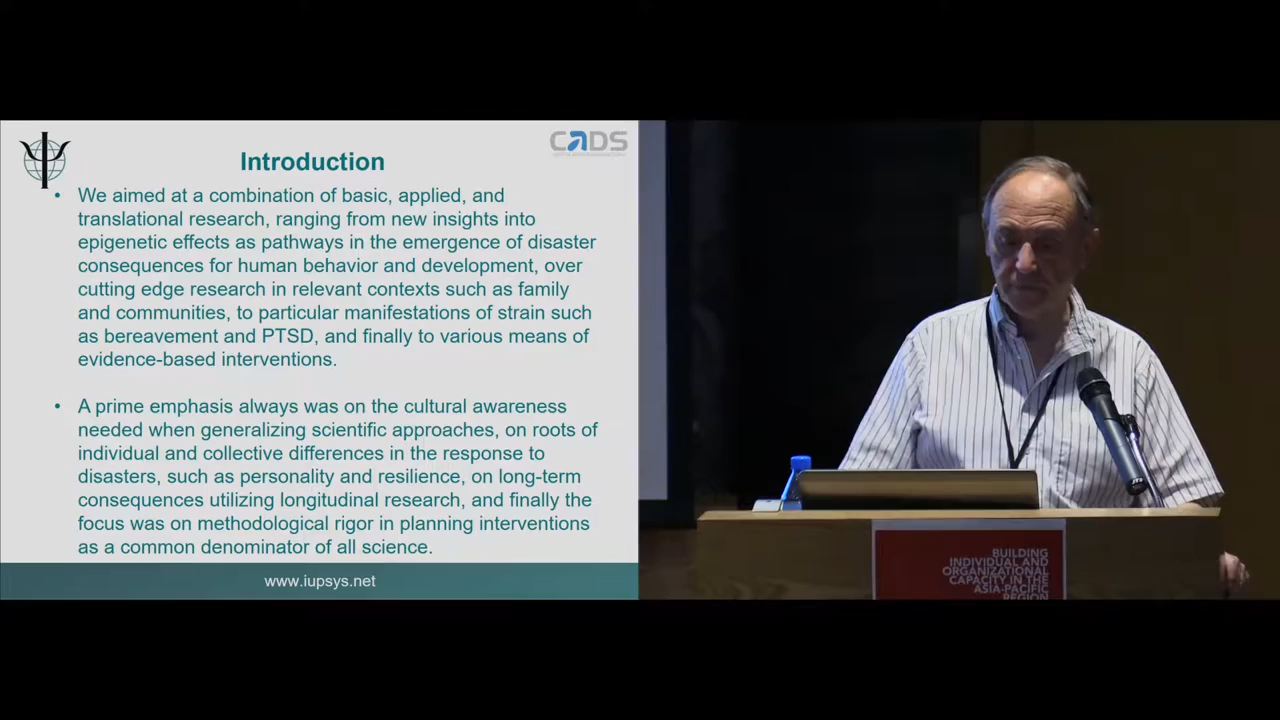 CADS
Introduction
• We aimed at a combination of basic, applied, and
translational research, ranging from new insights into
epigenetic effects as pathways in the emergence of disaster
consequences for human behavior and development, over
cutting edge research in relevant contexts such as family
and communities, to particular manifestations of strain such
as bereavement and PTSD, and finally to various means of
evidence-based interventions.
• A prime emphasis always was on the cultural awareness
needed when generalizing scientific approaches, on roots of
individual and collective differences in the response to
disasters, such as personality and resilience, on long-term
consequences utilizing longitudinal research, and finally the
focus was on methodological rigor in planning interventions
as a common denominator of all science.
www.iupsys.net
BUILDING
INDIVIDUAL AND
ORGANIZATIONAL
CAPACITY IN THE
ASIA-PACIFIC
REGION